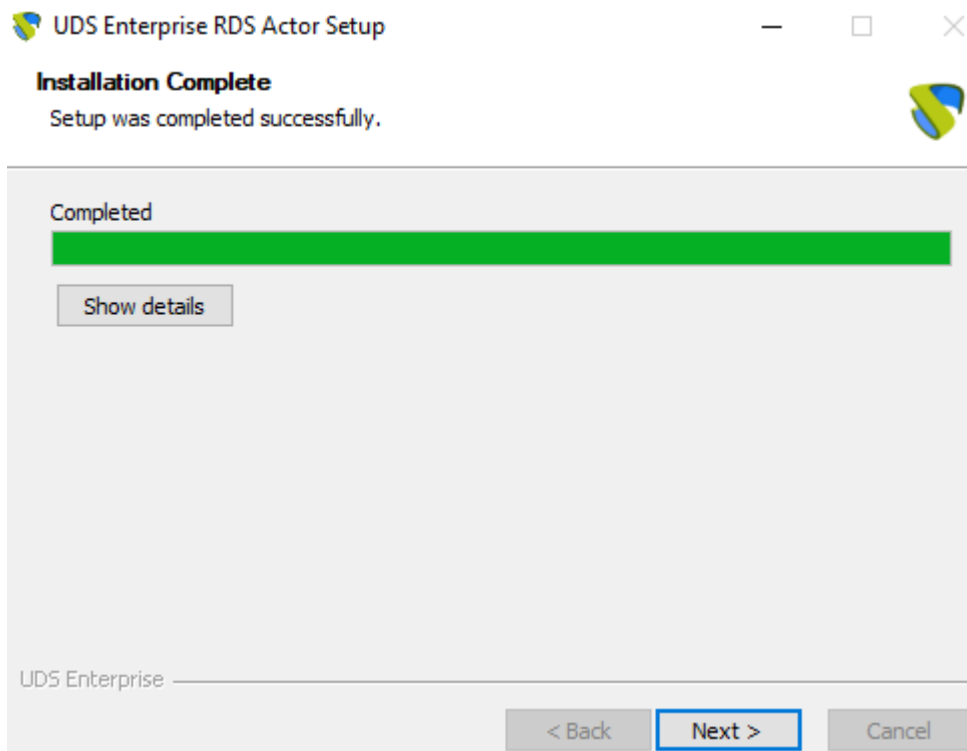 UDS Enterprise RDS Actor Setup
Installation Complete
Setup was completed successfully.
Completed
Show details
UDS Enterprise
< Back Next > Cancel